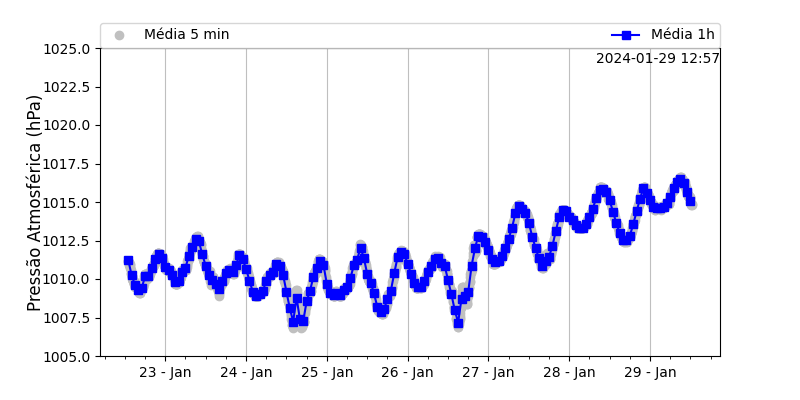 Média 5 min
Média 1h
2024-01-29 12:57
Pressão Atmosférica (hPa)
1025.0
1022.5
1020.0
1017.5
1015.0
1012.5
1010.0
1007.5
1005.0
23 - Jan
24 - Jan
25 - Jan
26 - Jan
27 - Jan
28 - Jan
29 - Jan